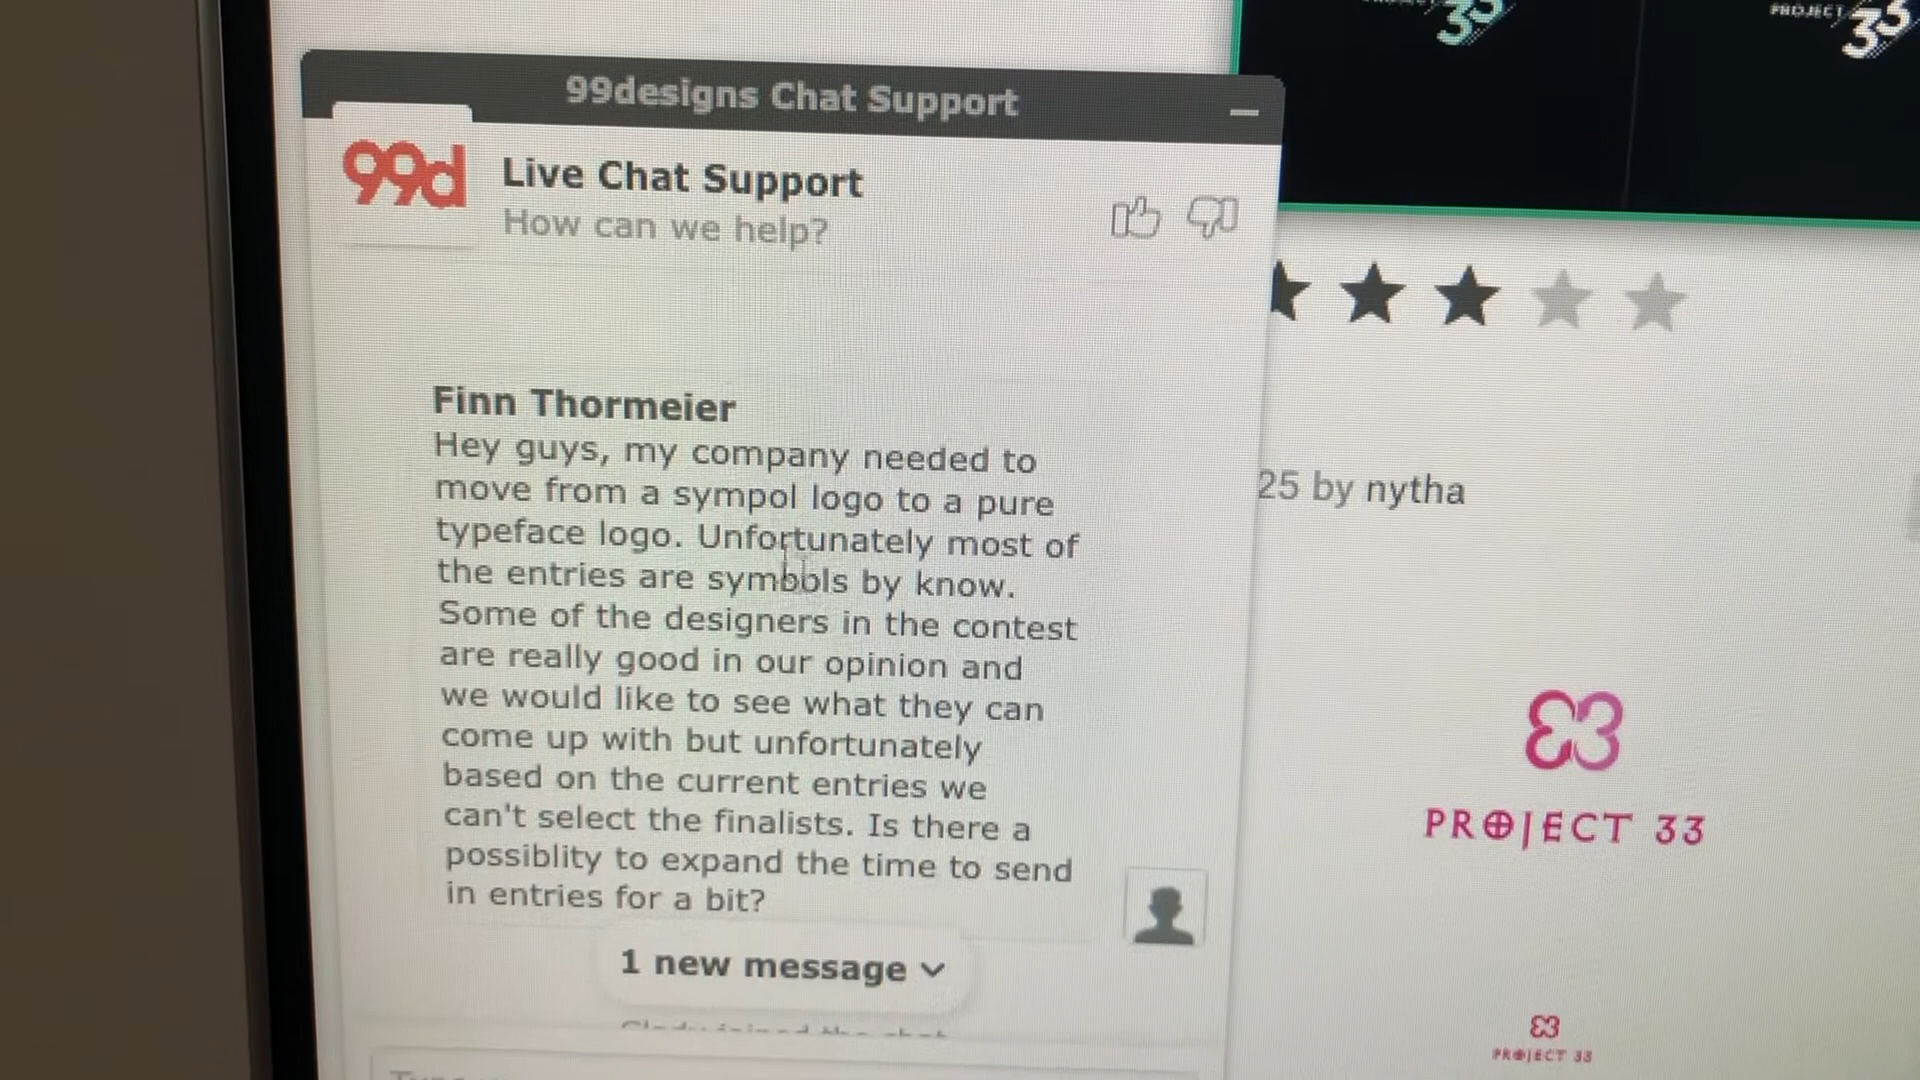 PROJECT
33
PROJECT
33
99designs Chat Support
99d
Live Chat Support
How can we help?
Finn Thormeier
Hey guys, my company needed to
move from a sympol logo to a pure
typeface logo. Unfortunately most of
the entries are symbols by know.
Some of the designers in the contest
are really good in our opinion and
we would like to see what they can
come up with but unfortunately
based on the current entries we
can't select the finalists. Is there a
possiblity to expand the time to send
in entries for a bit?
1 new message
25 by nytha
33
PROJECT 33
33
PROJECT 33